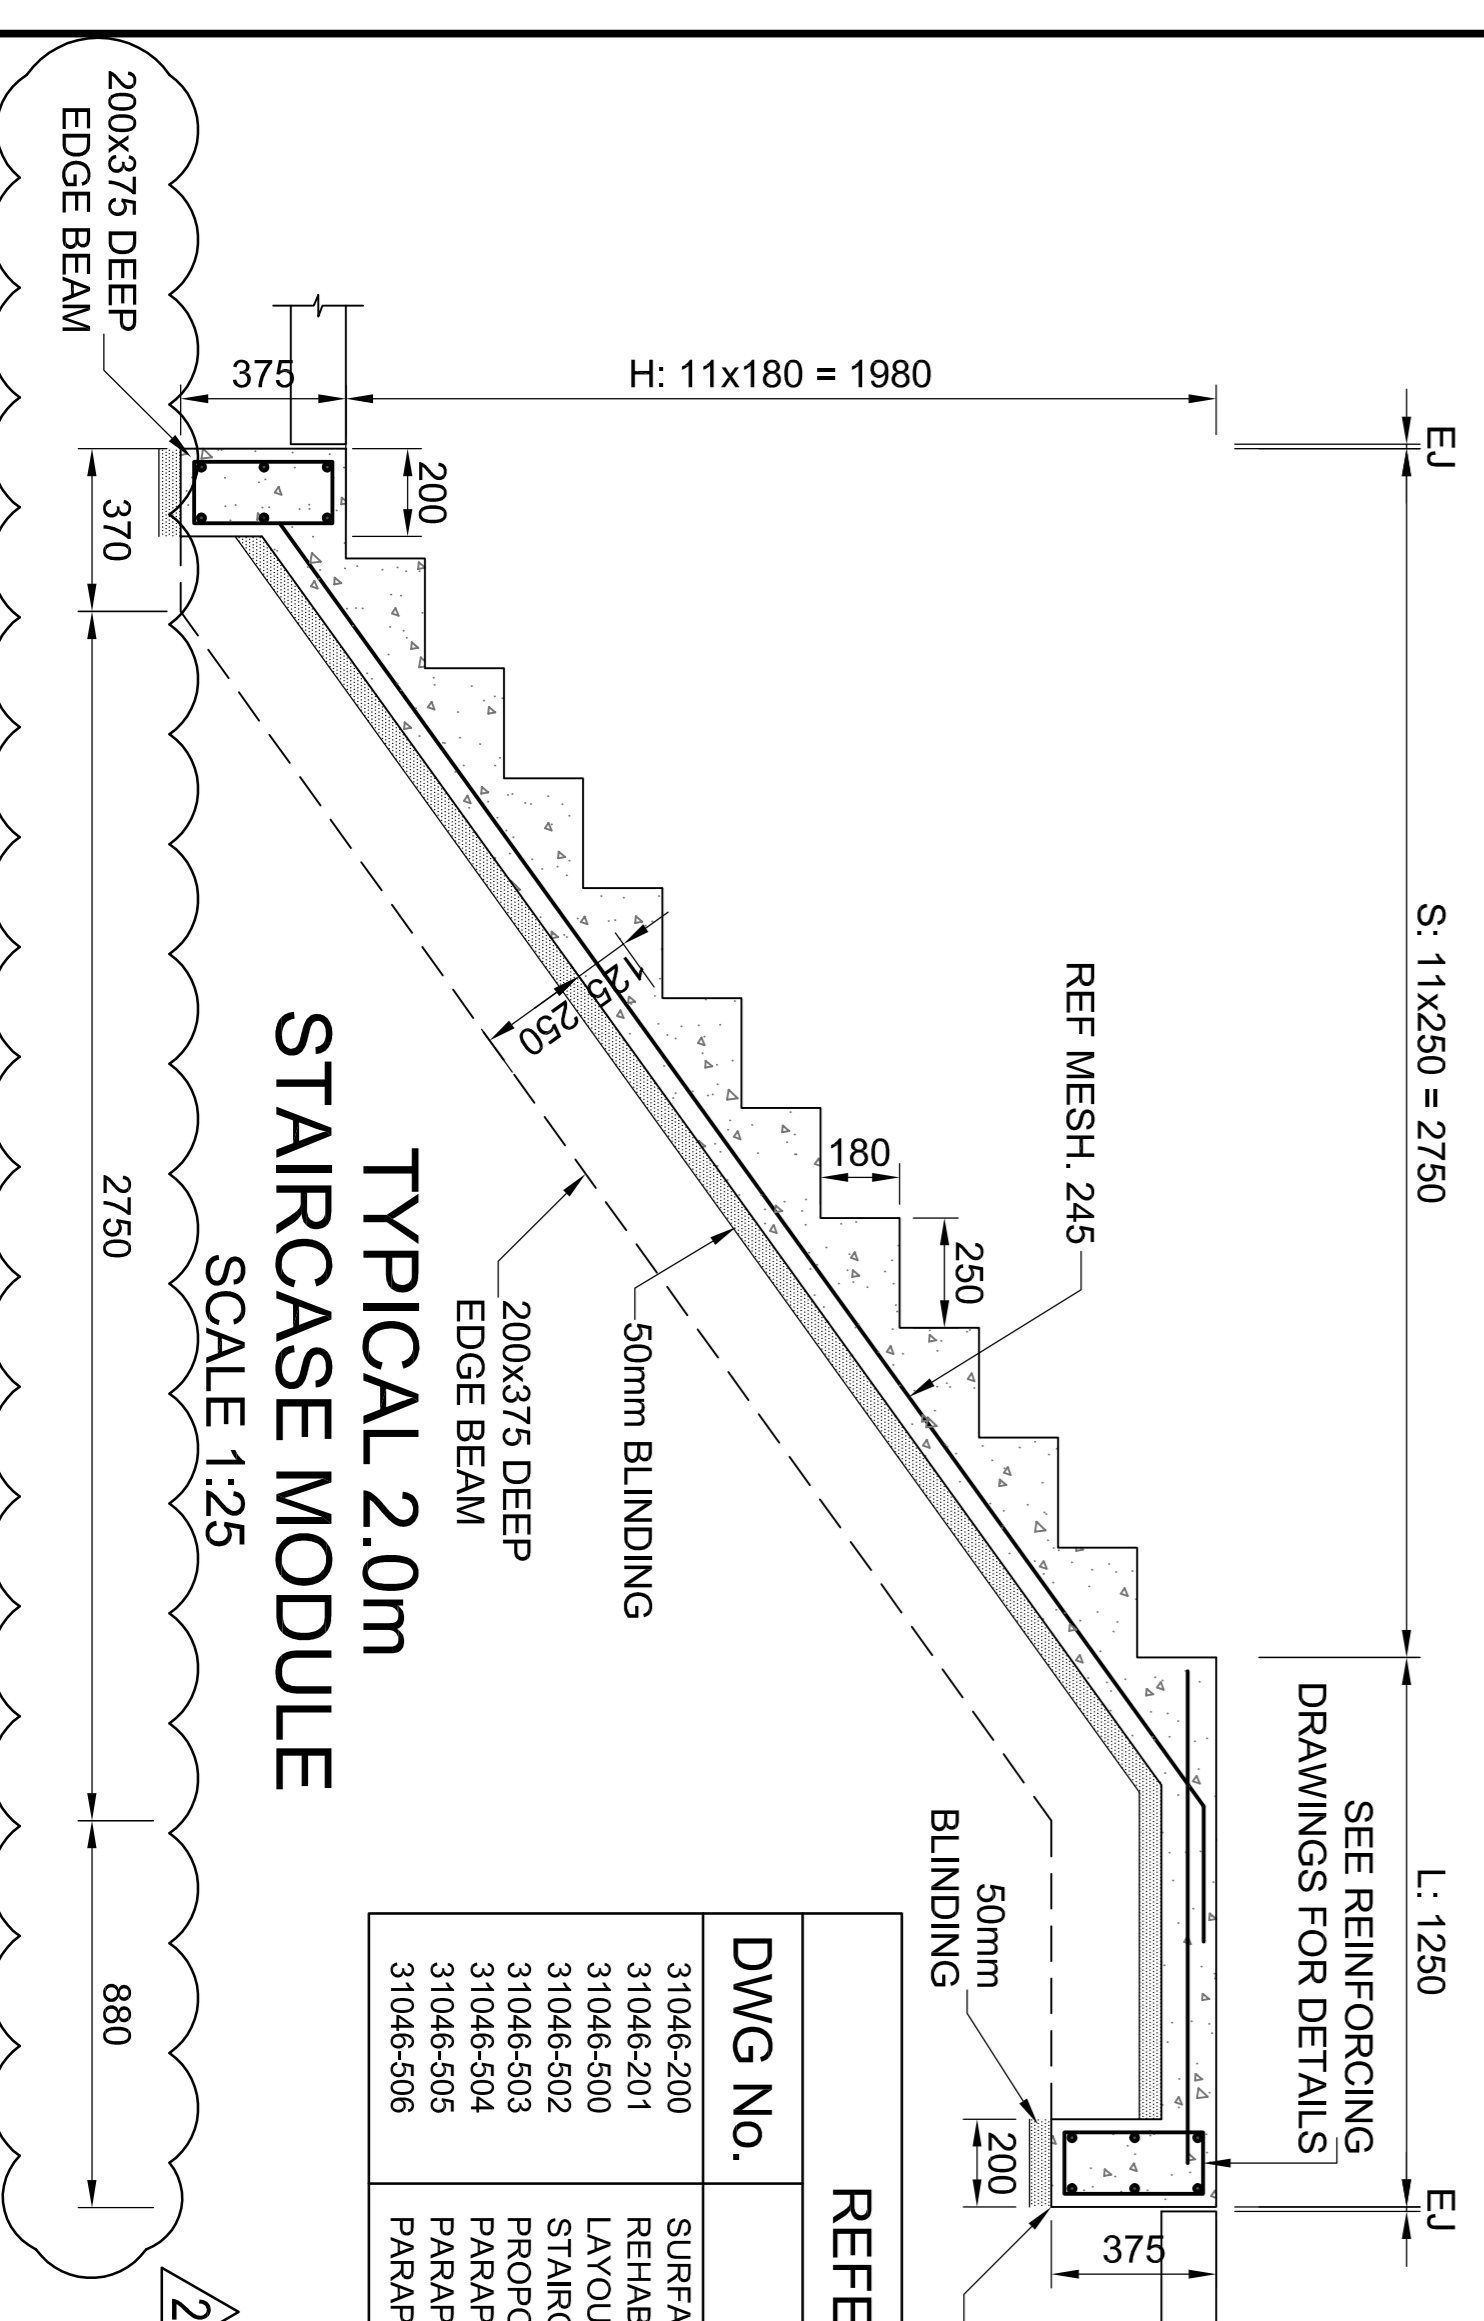 EJ
S: 11x250 = 2750
L: 1250
EJ
SEE REINFORCING
DRAWINGS FOR DETAILS
H: 11x180 = 1980
375
200
REF MESH. 245
250
180
125
250
50mm
BLINDING
200
375
50mm BLINDING
200x375 DEEP
EDGE BEAM
TYPICAL 2.0m
STAIRCASE MODULE
SCALE 1:25
200x375 DEEP
EDGE BEAM
370
2750
880
2
DWG No.
31046-200
31046-201
31046-500
31046-502
31046-503
31046-504
31046-505
31046-506